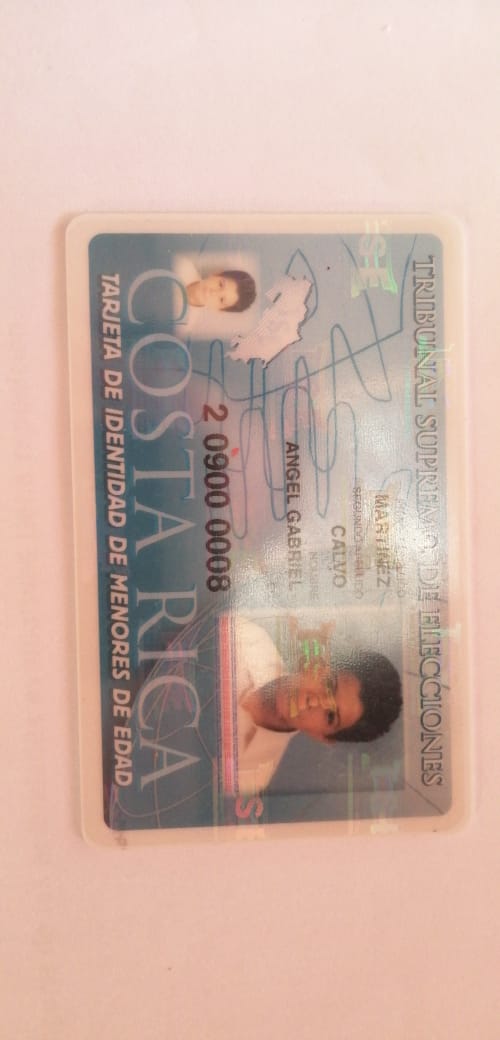 TRIBUNAL SUPREMO DE ELECCIONES
MARTINEZ
SEGUNDO APELLIDO
CALVO
NOMBRE
ANGEL GABRIEL
2 0900 0008
COSTA RICA
TARJETA DE IDENTIDAD DE MENORES DE EDAD